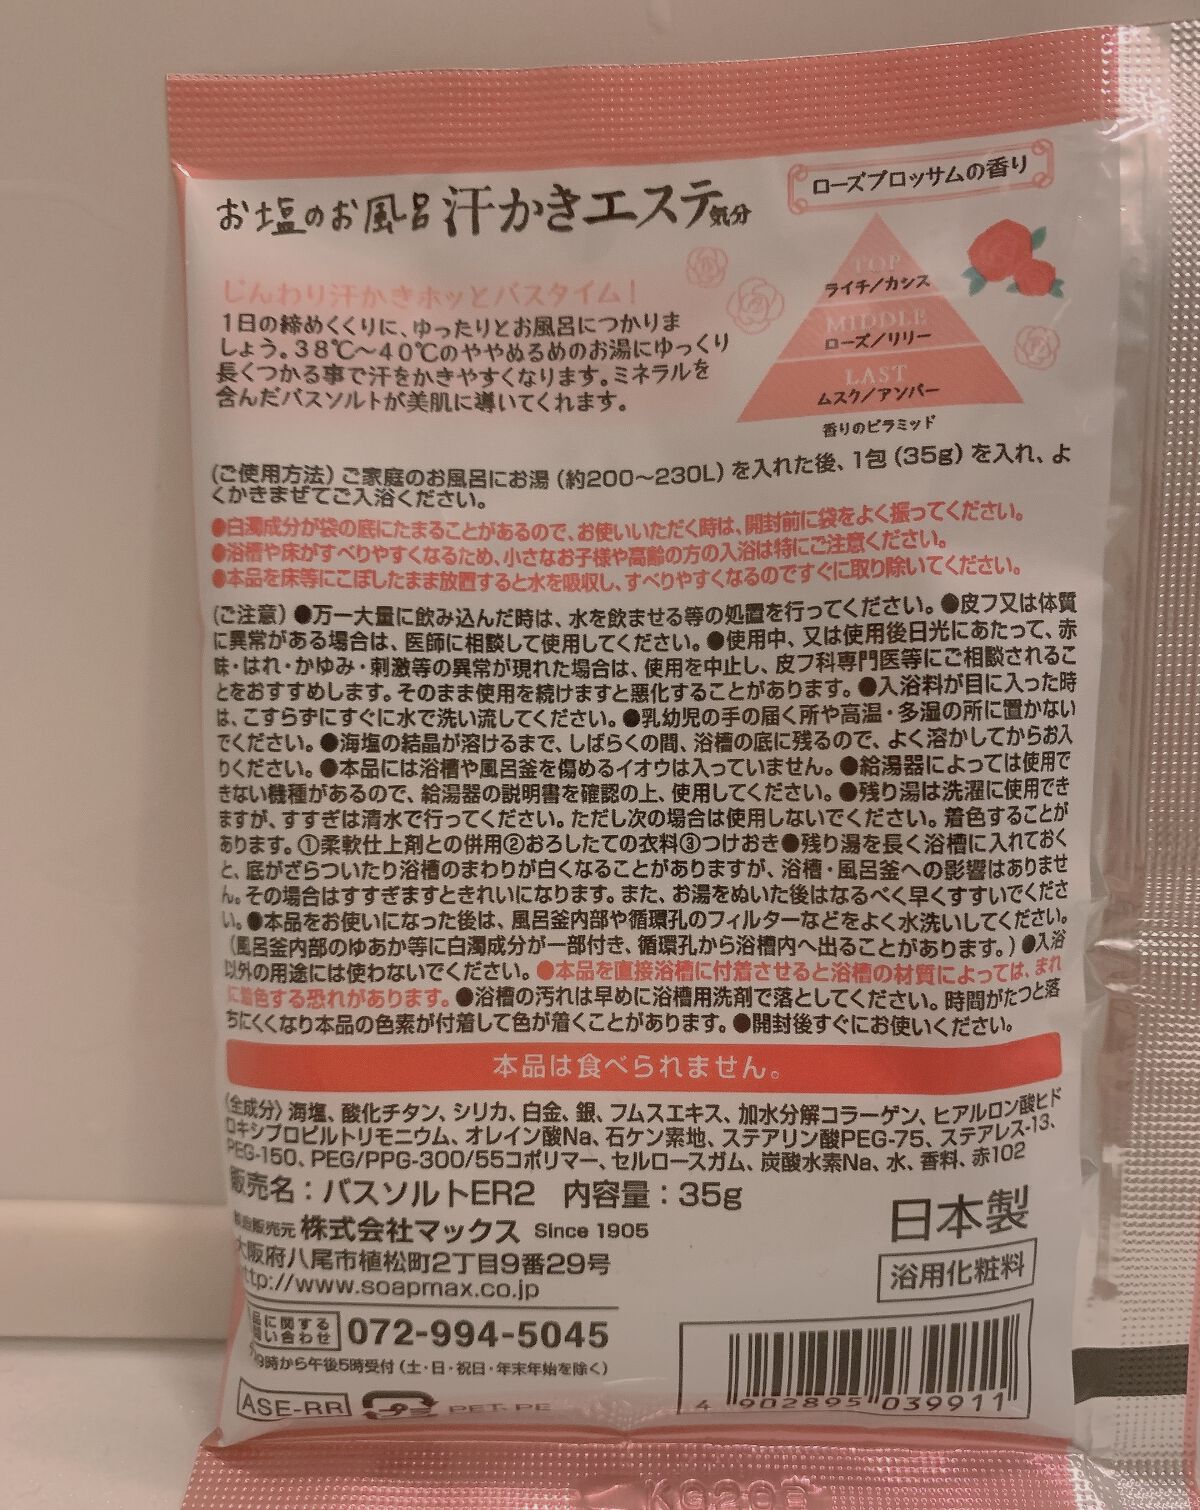 ローズブロッサムの香り
お塩のお風呂 汗かきエステ気分
TOP
ライチ/カシス
MIDDLE
ローズ/リリー
LAST
ムスク/アンバー
香りのピラミッド
じんわり汗かきホッとバスタイム!
1日の締めくくりに、ゆったりとお風呂につかりま
しょう。38℃〜40℃のややぬるめのお湯にゆっくり
長くつかる事で汗をかきやすくなります。ミネラルを
含んだバスソルトが美肌に導いてくれます。
(ご使用方法)ご家庭のお風呂にお湯(約200〜230L)を入れた後、1包(35g)を入れ、よ
くかきまぜてご入浴ください。
●白濁成分が袋の底にたまることがあるので、お使いいただく時は、開封前に袋をよく振ってください。
●浴槽や床がすべりやすくなるため、小さなお子様や高齢の方の入浴は特にご注意ください。
●本品を床等にこぼしたまま放置すると水を吸収し、すべりやすくなるのですぐに取り除いてください。
(ご注意)●万一大量に飲み込んだ時は、水を飲ませる等の処置を行ってください。●皮フ又は体質
に異常がある場合は、医師に相談して使用してください。●使用中、又は使用後日光にあたって、赤
味・はれ・かゆみ・刺激等の異常が現れた場合は、使用を中止し、皮フ科専門医等にご相談されるこ
とをおすすめします。そのまま使用を続けますと悪化することがあります。●入浴料が目に入った時
は、こすらずにすぐに水で洗い流してください。●乳幼児の手の届く所や高温・多湿の所に置かない
でください。●海塩の結晶が溶けるまで、しばらくの間、浴槽の底に残るので、よく溶かしてからお入
りください。●本品には浴槽や風呂釜を傷めるイオウは入っていません。●給湯器によっては使用で
きない機種があるので、給湯器の説明書を確認の上、使用してください。●残り湯は洗濯に使用でき
ますが、すすぎは清水で行ってください。ただし次の場合は使用しないでください。着色することが
あります。①柔軟仕上剤との併用②おろしたての衣料③つけおき●残り湯を長く浴槽に入れておく
と、底がざらついたり浴槽のまわりが白くなることがありますが、浴槽・風呂釜への影響はありませ
ん。その場合はすすぎますときれいになります。また、お湯をぬいた後はなるべく早くすすいでくださ
い。●本品をお使いになった後は、風呂釜内部や循環孔のフィルターなどをよく水洗いしてください。
(風呂釜内部のゆあか等に白濁成分が一部付き、循環孔から浴槽内へ出ることがあります。)●入浴
以外の用途には使わないでください。●本品を直接浴槽に付着させると浴槽の材質によっては、まれ
に着色する恐れがあります。●浴槽の汚れは早めに浴槽用洗剤で落としてください。時間がたつと落
ちにくくなり本品の色素が付着して色が着くことがあります。●開封後すぐにお使いください。
本品は食べられません。
〈全成分〉海塩、酸化チタン、シリカ、白金、銀、フムスエキス、加水分解コラーゲン、ヒアルロン酸ヒド
ロキシプロピルトリモニウム、オレイン酸Na、石ケン素地、ステアリン酸PEG-75、ステアレス-13、
PEG-150、PEG/PPG-300/55コポリマー、セルロースガム、炭酸水素Na、水、香料、赤102
販売名：バスソルトER2 内容量：35g
製造販売元 株式会社マックス Since 1905
大阪府八尾市植松町2丁目9番29号
http://www.soapmax.co.jp
日本製
浴用化粧料
品に関する
問い合わせ
072-994-5045
9時から午後5時受付(土・日・祝日・年末年始を除く)
ASE-RR
プラ
PET,PE
4 902895 039911